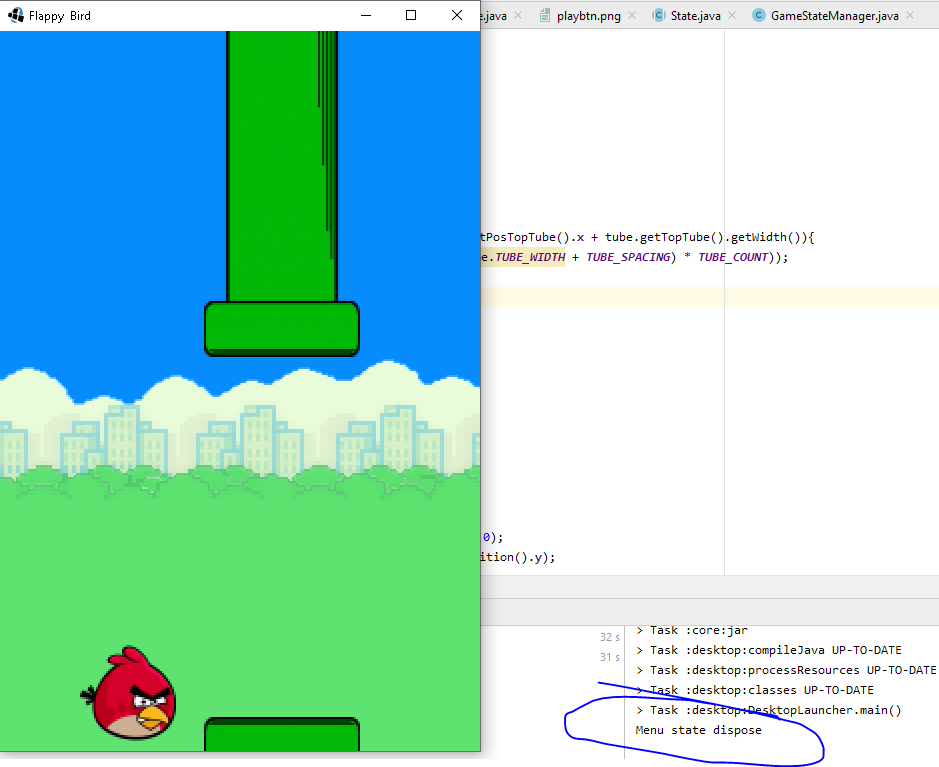 Flappy Bird
.java
playbtn.png
State.java
GameStateManager.java
tPosTopTube().x + tube.getTopTube().getWidth()){
e.TUBE_WIDTH + TUBE_SPACING) * TUBE_COUNT));
0);
ition().y);
32 s
> Task :core:jar
> Task :desktop:compileJava UP-TO-DATE
31 s
> Task :desktop:processResources UP-TO-DATE
> Task :desktop:classes UP-TO-DATE
> Task :desktop:DesktopLauncher.main()
Menu state dispose